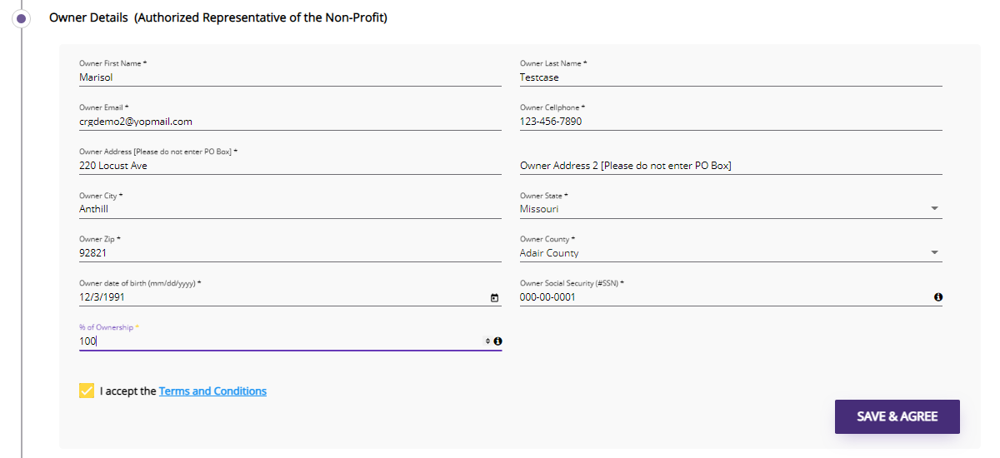 Owner Details (Authorized Representative of the Non-Profit)
Owner First Name *
Marisol
Owner Last Name *
Testcase
Owner Email *
crgdemo2@yopmail.com
Owner Cellphone *
123-456-7890
Owner Address [Please do not enter PO Box] *
220 Locust Ave
Owner Address 2 [Please do not enter PO Box]
Owner City *
Anthill
Owner State *
Missouri
Owner Zip *
92821
Owner County *
Adair County
Owner date of birth (mm/dd/yyyy) *
12/3/1991
Owner Social Security (#SSN) *
000-00-0001
% of Ownership *
100
I accept the Terms and Conditions
SAVE & AGREE